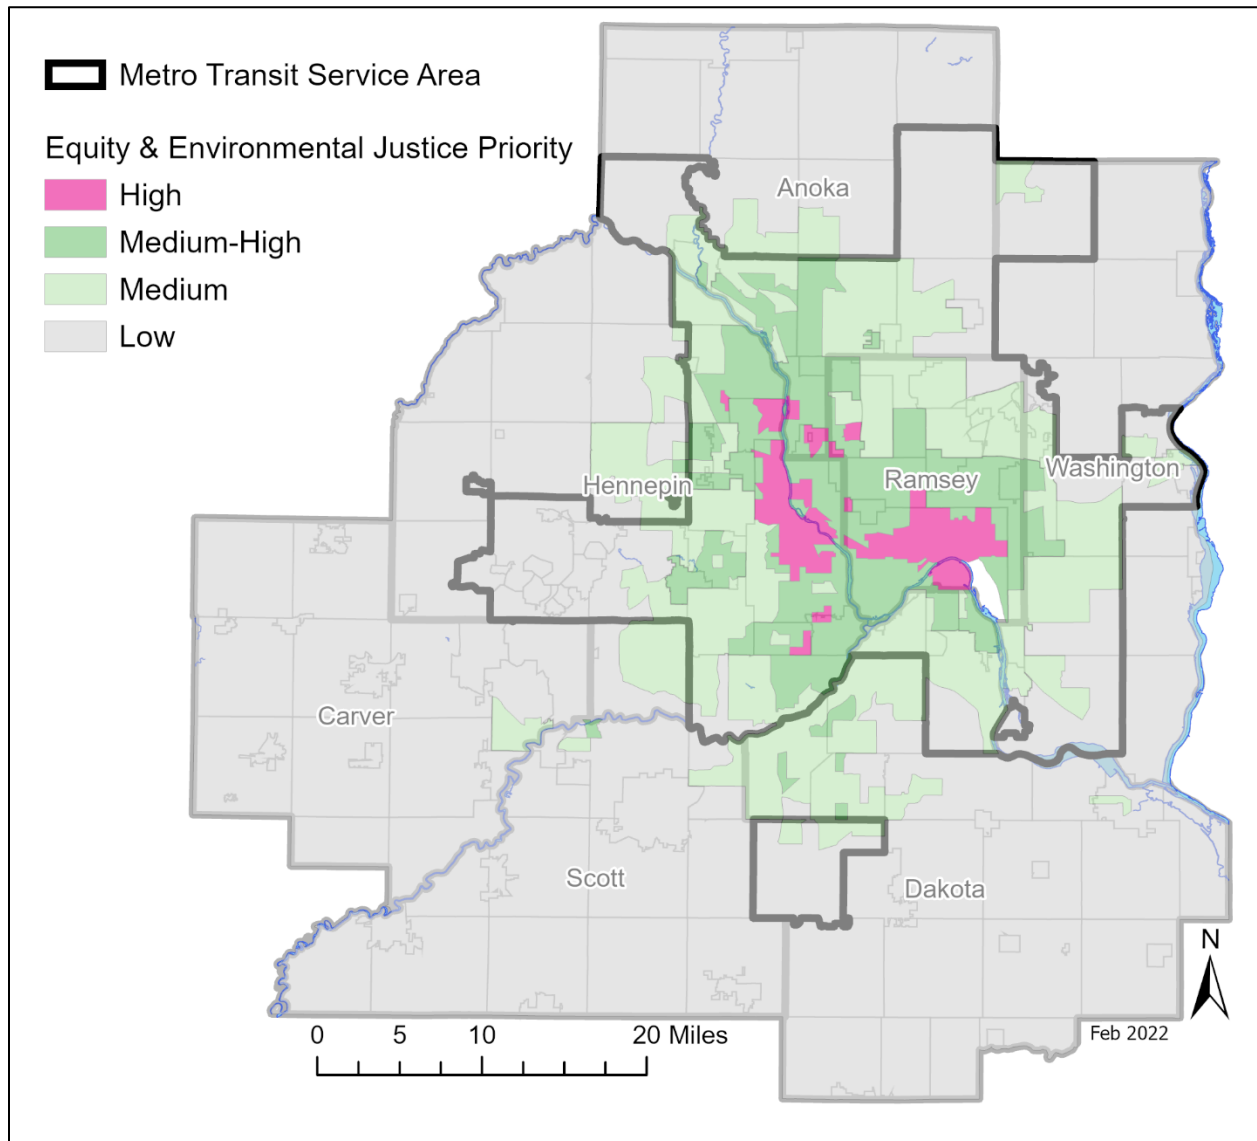 Metro Transit Service Area
Equity & Environmental Justice Priority
High
Medium-High
Medium
Low
Anoka
Hennepin
Ramsey
Washington
Carver
Scott
Dakota
N
0 5 10 20 Miles
Feb 2022